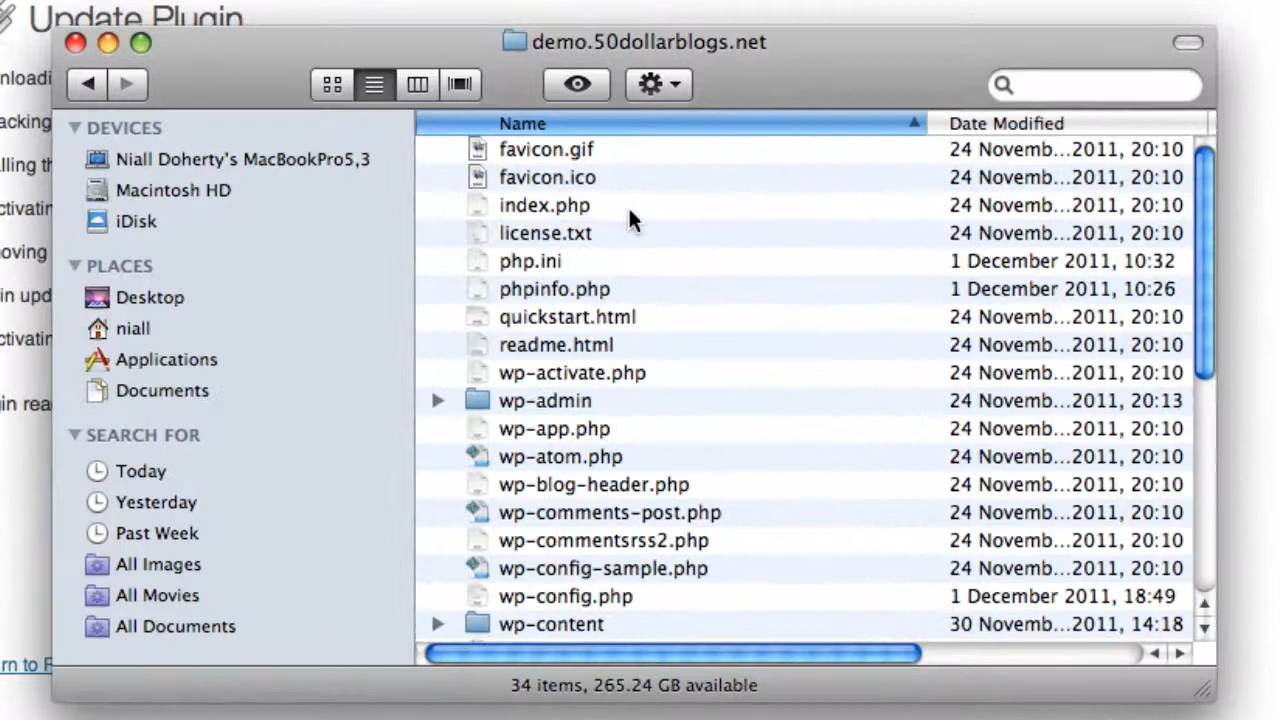 Update Plugin
demo.50dollarblogs.net
DEVICES
Niall Doherty's MacBookPro5,3
Macintosh HD
iDisk
PLACES
Desktop
niall
Applications
Documents
SEARCH FOR
Today
Yesterday
Past Week
All Images
All Movies
All Documents
Name Date Modified
favicon.gif 24 Novemb...2011, 20:10
favicon.ico 24 Novemb...2011, 20:10
index.php 24 Novemb...2011, 20:10
license.txt 24 Novemb...2011, 20:10
php.ini 1 December 2011, 10:32
phpinfo.php 1 December 2011, 10:26
quickstart.html 24 Novemb...2011, 20:10
readme.html 24 Novemb...2011, 20:10
wp-activate.php 24 Novemb...2011, 20:10
wp-admin 24 Novemb...2011, 20:13
wp-app.php 24 Novemb...2011, 20:10
wp-atom.php 24 Novemb...2011, 20:10
wp-blog-header.php 24 Novemb...2011, 20:10
wp-comments-post.php 24 Novemb...2011, 20:10
wp-commentsrss2.php 24 Novemb...2011, 20:10
wp-config-sample.php 24 Novemb...2011, 20:10
wp-config.php 1 December 2011, 18:49
wp-content 30 Novemb...2011, 14:18
34 items, 265.24 GB available